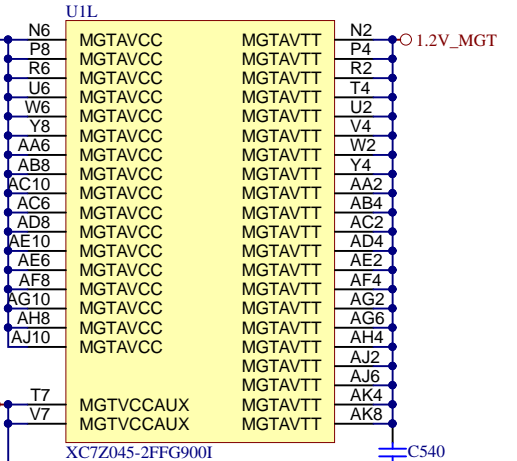 U1L
N6 MGTAVCC MGTAVTT N2 1.2V_MGT
P8 MGTAVCC MGTAVTT P4
R6 MGTAVCC MGTAVTT R2
U6 MGTAVCC MGTAVTT T4
W6 MGTAVCC MGTAVTT U2
Y8 MGTAVCC MGTAVTT V4
AA6 MGTAVCC MGTAVTT W2
AB8 MGTAVCC MGTAVTT Y4
AC10 MGTAVCC MGTAVTT AA2
AC6 MGTAVCC MGTAVTT AB4
AD8 MGTAVCC MGTAVTT AC2
AE10 MGTAVCC MGTAVTT AD4
AE6 MGTAVCC MGTAVTT AE2
AF8 MGTAVCC MGTAVTT AF4
AG10 MGTAVCC MGTAVTT AG2
AH8 MGTAVCC MGTAVTT AG6
AJ10 MGTAVCC MGTAVTT AH4
MGTAVTT AJ2
MGTAVTT AJ6
T7 MGTVCCAUX MGTAVTT AK4
V7 MGTVCCAUX MGTAVTT AK8
XC7Z045-2FFG900I C540